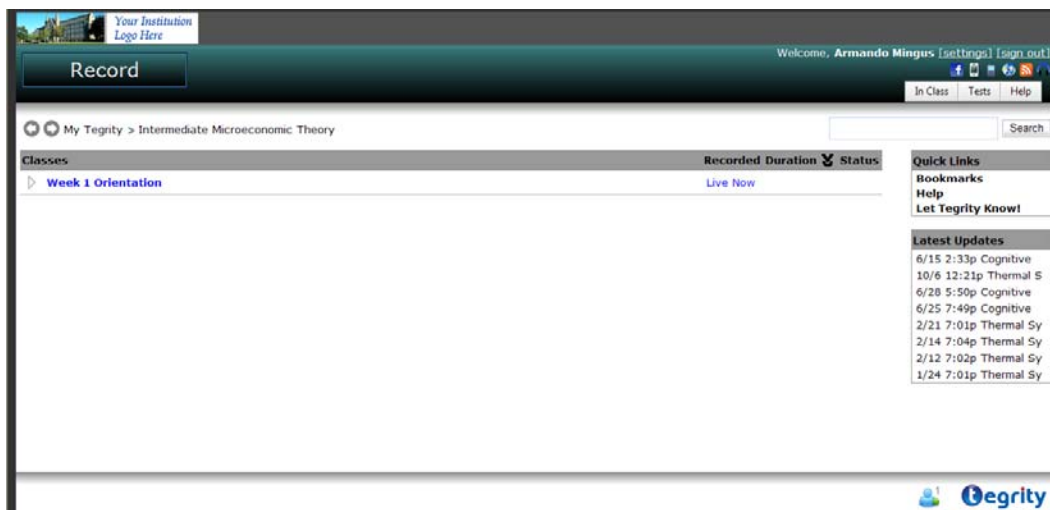 Your Institution
Logo Here
Welcome, Armando Mingus [settings] [sign out]
Record
In Class Tests Help
My Tegrity > Intermediate Microeconomic Theory
Search
Classes Recorded Duration Status
Week 1 Orientation Live Now
Quick Links
Bookmarks
Help
Let Tegrity Know!
Latest Updates
6/15 2:33p Cognitive
10/6 12:21p Thermal S
6/28 5:50p Cognitive
6/25 7:49p Cognitive
2/21 7:01p Thermal Sy
2/14 7:04p Thermal Sy
2/12 7:02p Thermal Sy
1/24 7:01p Thermal Sy
1
tegrity